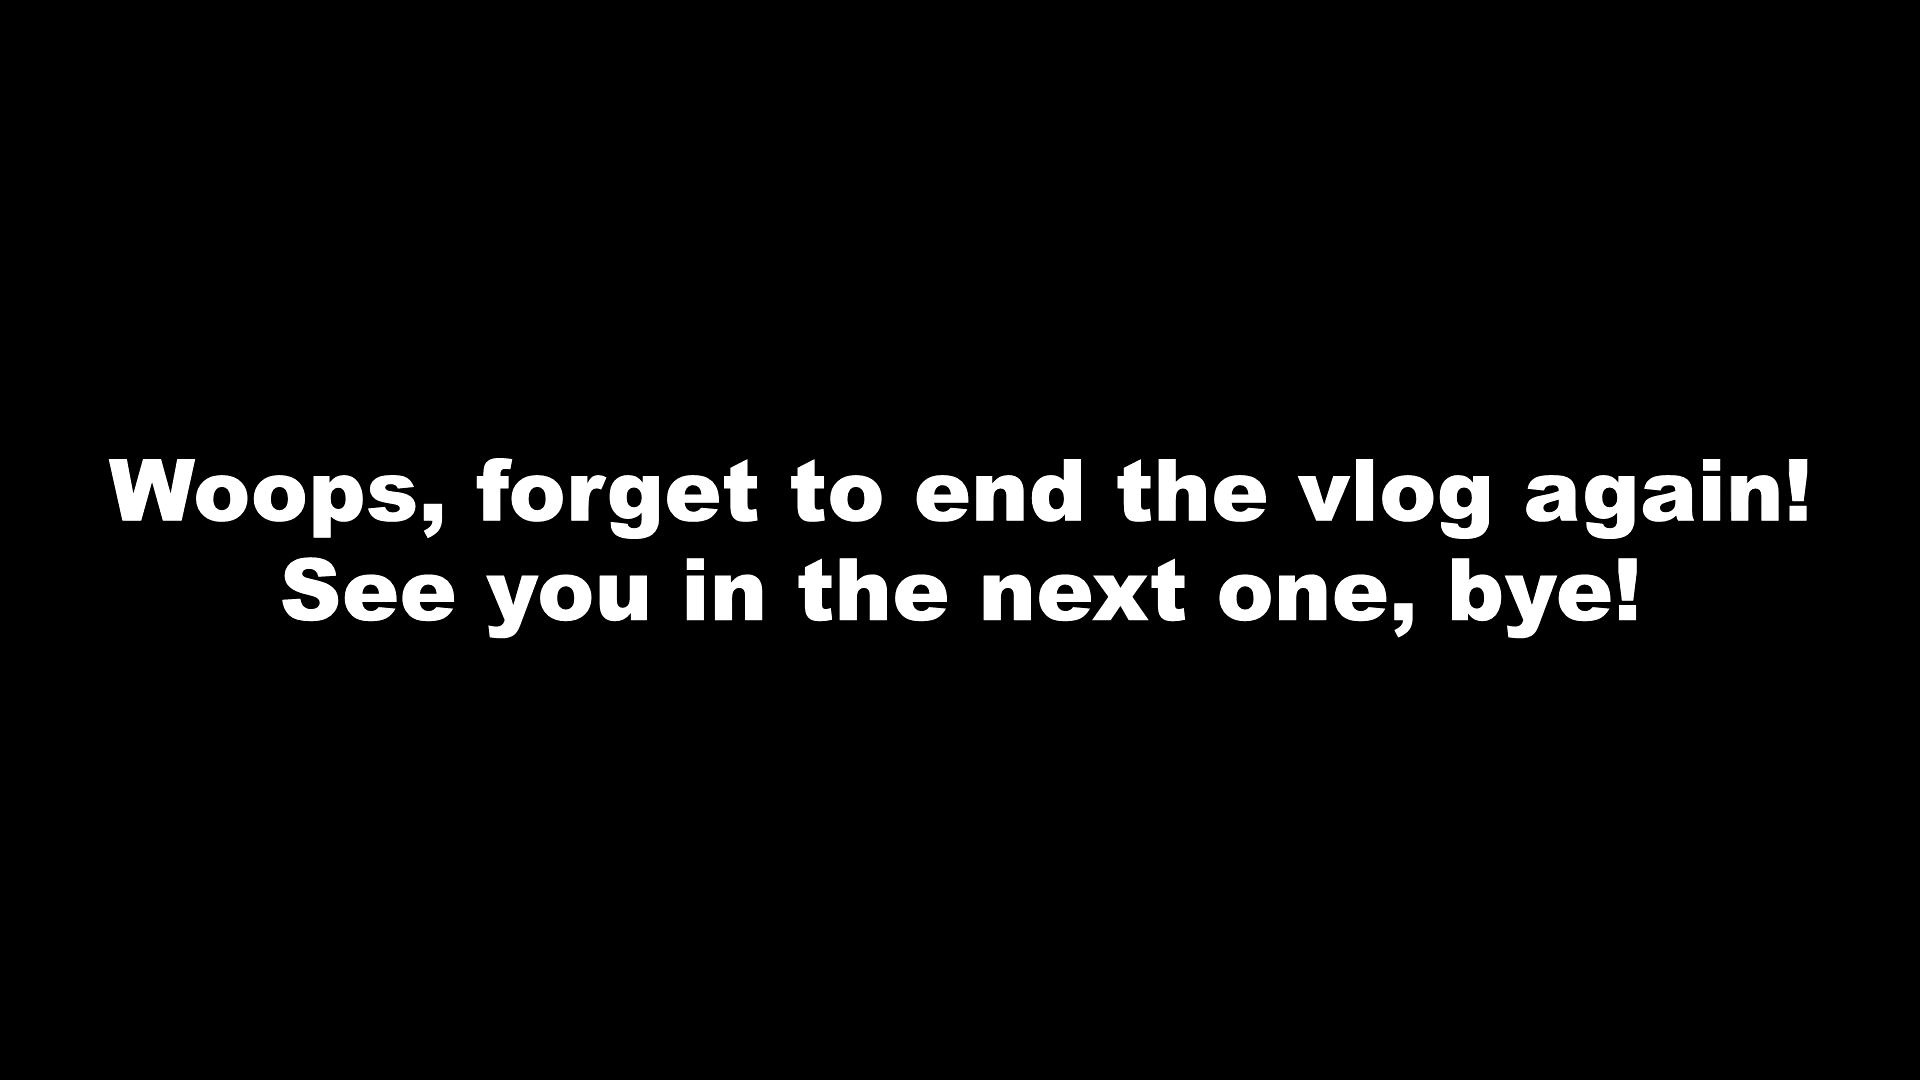 Woops, forget to end the vlog again!
See you in the next one, bye!